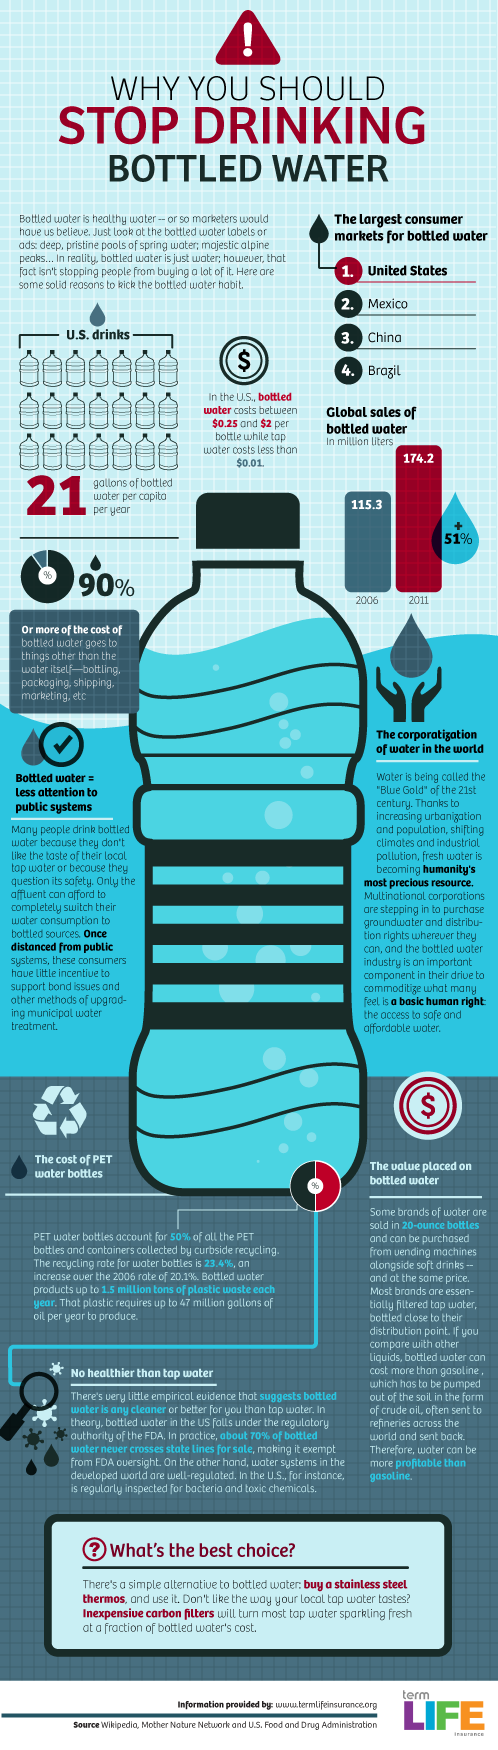 WHY YOU SHOULD
STOP DRINKING
BOTTLED WATER
Bottled water is healthy water -- or so marketers would
have us believe. Just look at the bottled water labels or
ads: deep, pristine pools of spring water; majestic alpine
peaks... In reality, bottled water is just water; however, that
fact isn't stopping people from buying a lot of it. Here are
some solid reasons to kick the bottled water habit.
The largest consumer
markets for bottled water
1. United States
2. Mexico
3. China
4. Brazil
U.S. drinks
21
gallons of bottled
water per capita
per year
$
In the U.S., bottled
water costs between
$0.25 and $2 per
bottle while tap
water costs less than
$0.01.
Global sales of
bottled water
In million liters
115.3
174.2
+
51%
2006
2011
%
90%
Or more of the cost of
bottled water goes to
things other than the
water itself—bottling,
packaging, shipping,
marketing, etc
Bottled water =
less attention to
public systems
Many people drink bottled
water because they don't
like the taste of their local
tap water or because they
question its safety. Only the
affluent can afford to
completely switch their
water consumption to
bottled sources. Once
distanced from public
systems, these consumers
have little incentive to
support bond issues and
other methods of upgrad-
ing municipal water
treatment.
The corporatization
of water in the world
Water is being called the
"Blue Gold" of the 21st
century. Thanks to
increasing urbanization
and population, shifting
climates and industrial
pollution, fresh water is
becoming humanity's
most precious resource.
Multinational corporations
are stepping in to purchase
groundwater and distribu-
tion rights wherever they
can, and the bottled water
industry is an important
component in their drive to
commoditize what many
feel is a basic human right:
the access to safe and
affordable water.
The cost of PET
water bottles
%
PET water bottles account for 50% of all the PET
bottles and containers collected by curbside recycling.
The recycling rate for water bottles is 23.4%, an
increase over the 2006 rate of 20.1%. Bottled water
products up to 1.5 million tons of plastic waste each
year. That plastic requires up to 47 million gallons of
oil per year to produce.
$
The value placed on
bottled water
Some brands of water are
sold in 20-ounce bottles
and can be purchased
from vending machines
alongside soft drinks --
and at the same price.
Most brands are essen-
tially filtered tap water,
bottled close to their
distribution point. If you
compare with other
liquids, bottled water can
cost more than gasoline ,
which has to be pumped
out of the soil in the form
of crude oil, often sent to
refineries across the
world and sent back.
Therefore, water can be
more profitable than
gasoline.
No healthier than tap water
There's very little empirical evidence that suggests bottled
water is any cleaner or better for you than tap water. In
theory, bottled water in the US falls under the regulatory
authority of the FDA. In practice, about 70% of bottled
water never crosses state lines for sale, making it exempt
from FDA oversight. On the other hand, water systems in the
developed world are well-regulated. In the U.S., for instance,
is regularly inspected for bacteria and toxic chemicals.
? What's the best choice?
There's a simple alternative to bottled water: buy a stainless steel
thermos, and use it. Don't like the way your local tap water tastes?
Inexpensive carbon filters will turn most tap water sparkling fresh
at a fraction of bottled water's cost.
Information provided by: www.termlifeinsurance.org
Source Wikipedia, Mother Nature Network and U.S. Food and Drug Administration
term
LIFE
insurance